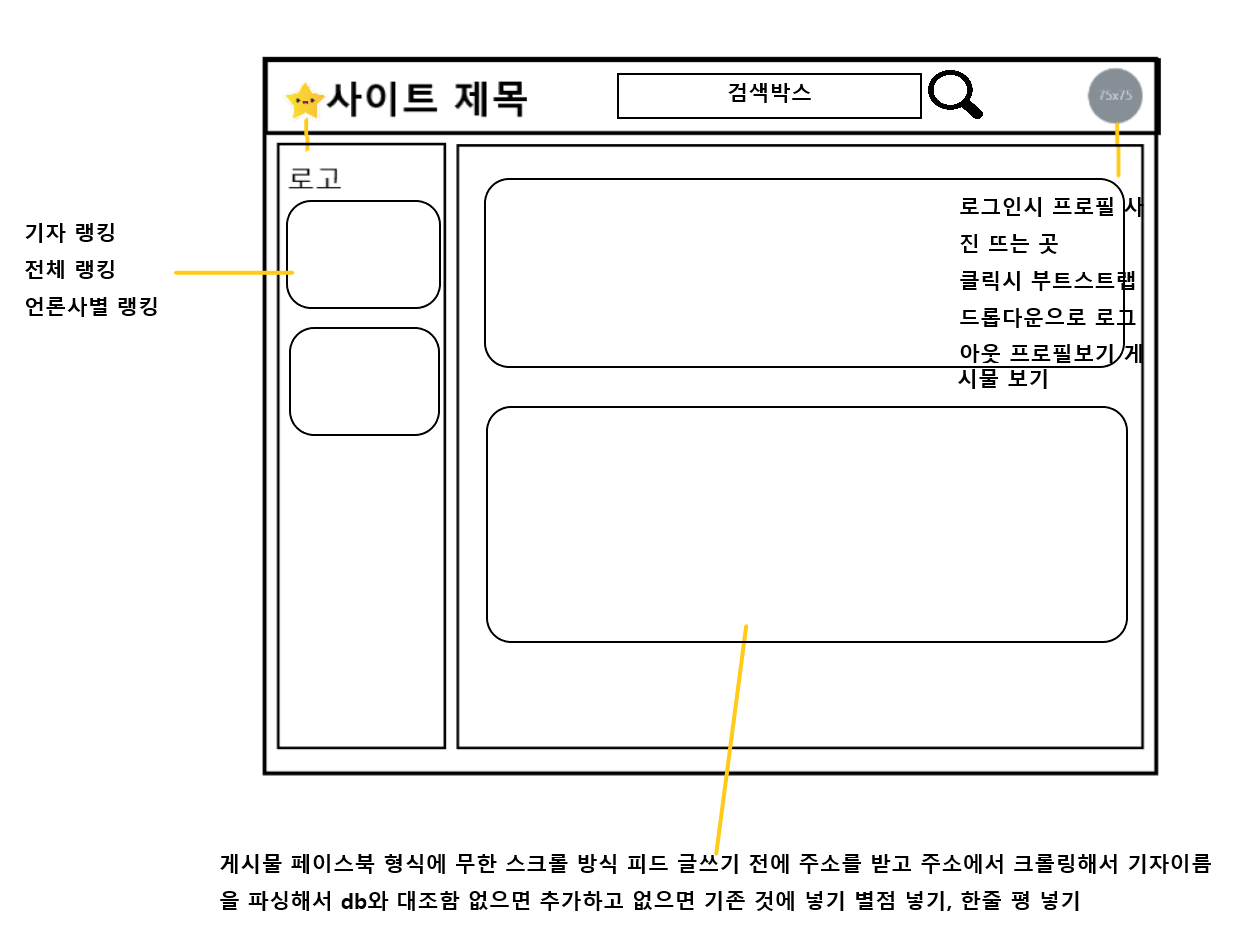 사이트 제목
검색박스
75x75
로고
기자 랭킹
전체 랭킹
언론사별 랭킹
로그인시 프로필 사
진 뜨는 곳
클릭시 부트스트랩
드롭다운으로 로그
아웃 프로필보기 게
시물 보기
게시물 페이스북 형식에 무한 스크롤 방식 피드 글쓰기 전에 주소를 받고 주소에서 크롤링해서 기자이름
을 파싱해서 db와 대조함 없으면 추가하고 없으면 기존 것에 넣기 별점 넣기, 한줄 평 넣기